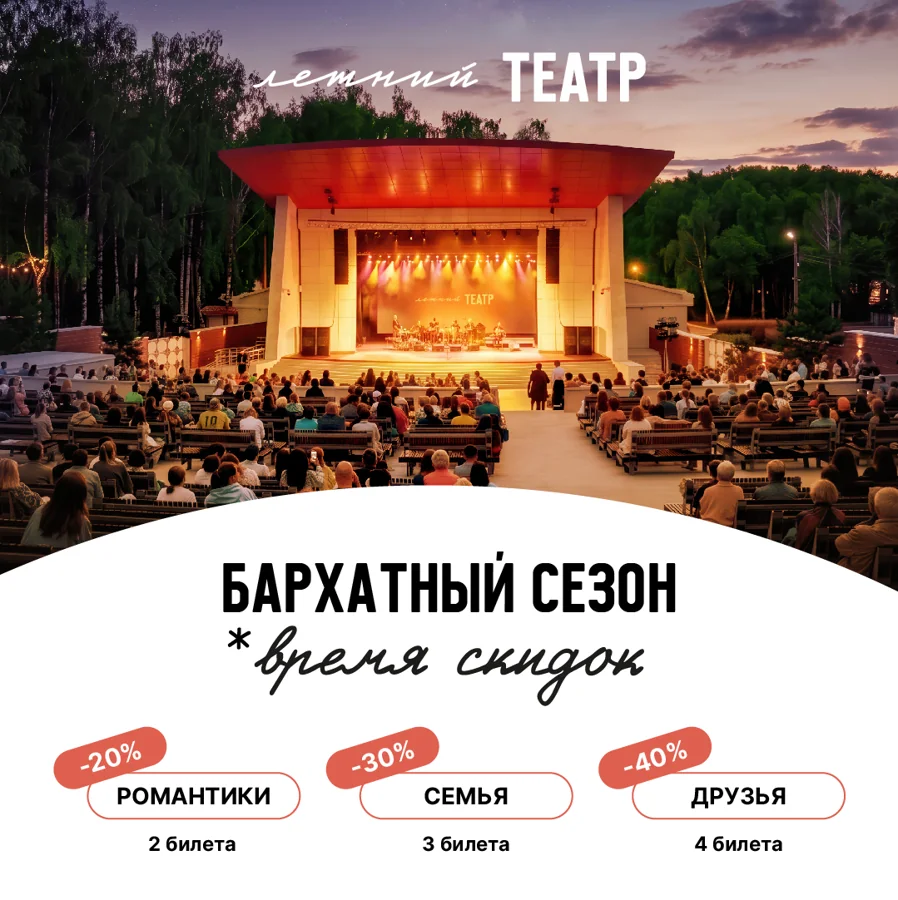 летний ТЕАТР
летний ТЕАТР
БАРХАТНЫЙ СЕЗОН
*время скидок
-20%
РОМАНТИКИ
2 билета
-30%
СЕМЬЯ
3 билета
-40%
ДРУЗЬЯ
4 билета